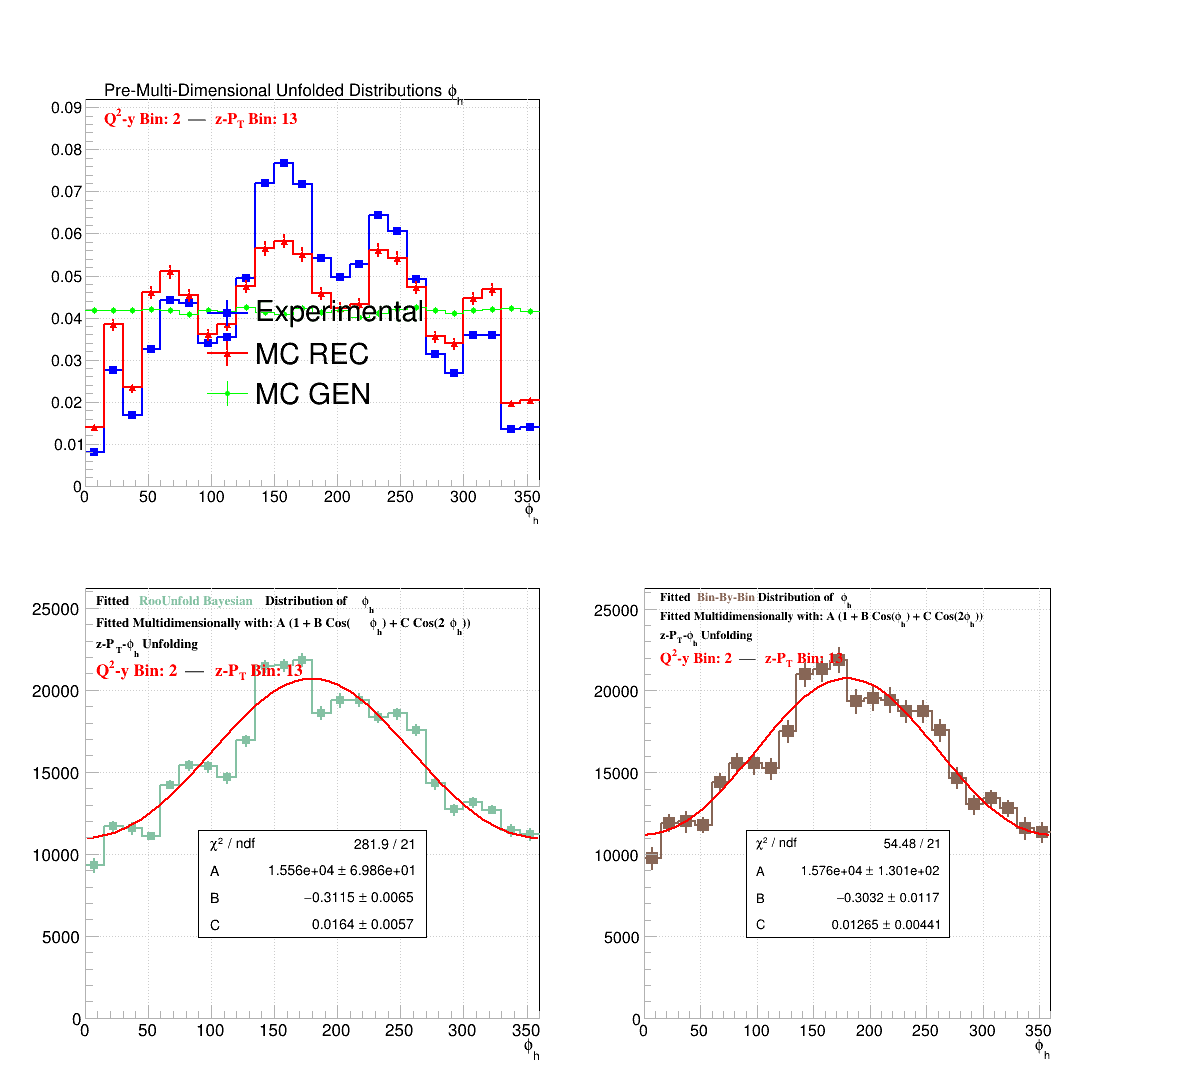 Pre-Multi-Dimensional Unfolded Distributions ϕh
Q²-y Bin: 2 — z-PT Bin: 13
0.09
0.08
0.07
0.06
0.05
0.04
0.03
0.02
0.01
0
Experimental
MC REC
MC GEN
0 50 100 150 200 250 300 350
ϕh
Fitted RooUnfold Bayesian Distribution of ϕh
Fitted Multidimensionally with: A (1 + B Cos( ϕh) + C Cos(2 ϕh))
z-PT-ϕh Unfolding
Q²-y Bin: 2 — z-PT Bin: 13
25000
20000
15000
10000
5000
0
χ² / ndf 281.9 / 21
A 1.556e+04 ± 6.986e+01
B −0.3115 ± 0.0065
C 0.0164 ± 0.0057
0 50 100 150 200 250 300 350
ϕh
Fitted Bin-By-Bin Distribution of ϕh
Fitted Multidimensionally with: A (1 + B Cos(ϕh) + C Cos(2ϕh))
z-PT-ϕh Unfolding
Q²-y Bin: 2 — z-PT Bin: 13
25000
20000
15000
10000
5000
0
χ² / ndf 54.48 / 21
A 1.576e+04 ± 1.301e+02
B −0.3032 ± 0.0117
C 0.01265 ± 0.00441
0 50 100 150 200 250 300 350
ϕh